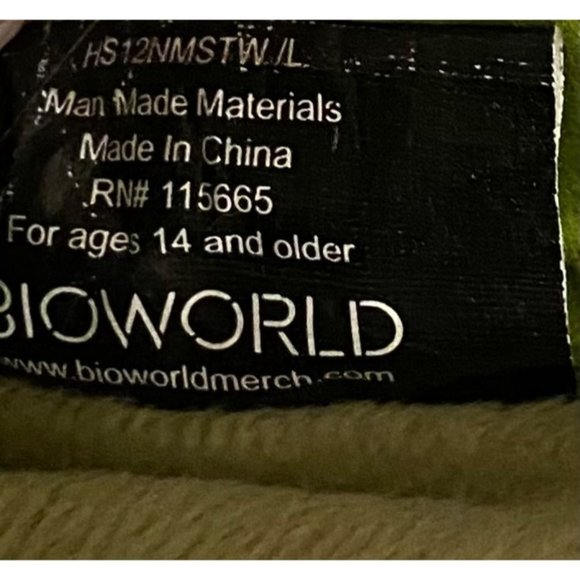 HS12NMSTW /L
Man Made Materials
Made In China
RN# 115665
For ages 14 and older
BIOWORLD
www.bioworldmerch.com